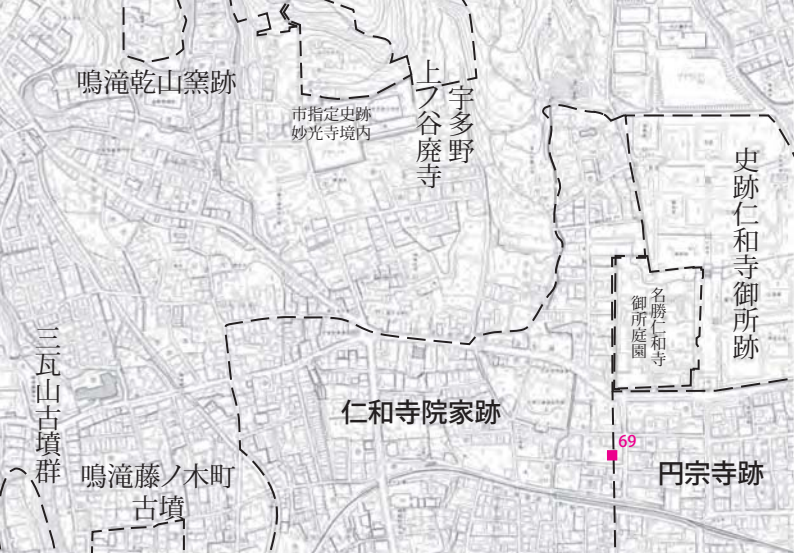 鳴滝乾山窯跡
市指定史跡
妙光寺境内
宇多野
上ノ谷廃寺
史跡仁和寺御所跡
名勝仁和寺
御所庭園
三瓦山古墳群
仁和寺院家跡
69
円宗寺跡
鳴滝藤ノ木町
古墳